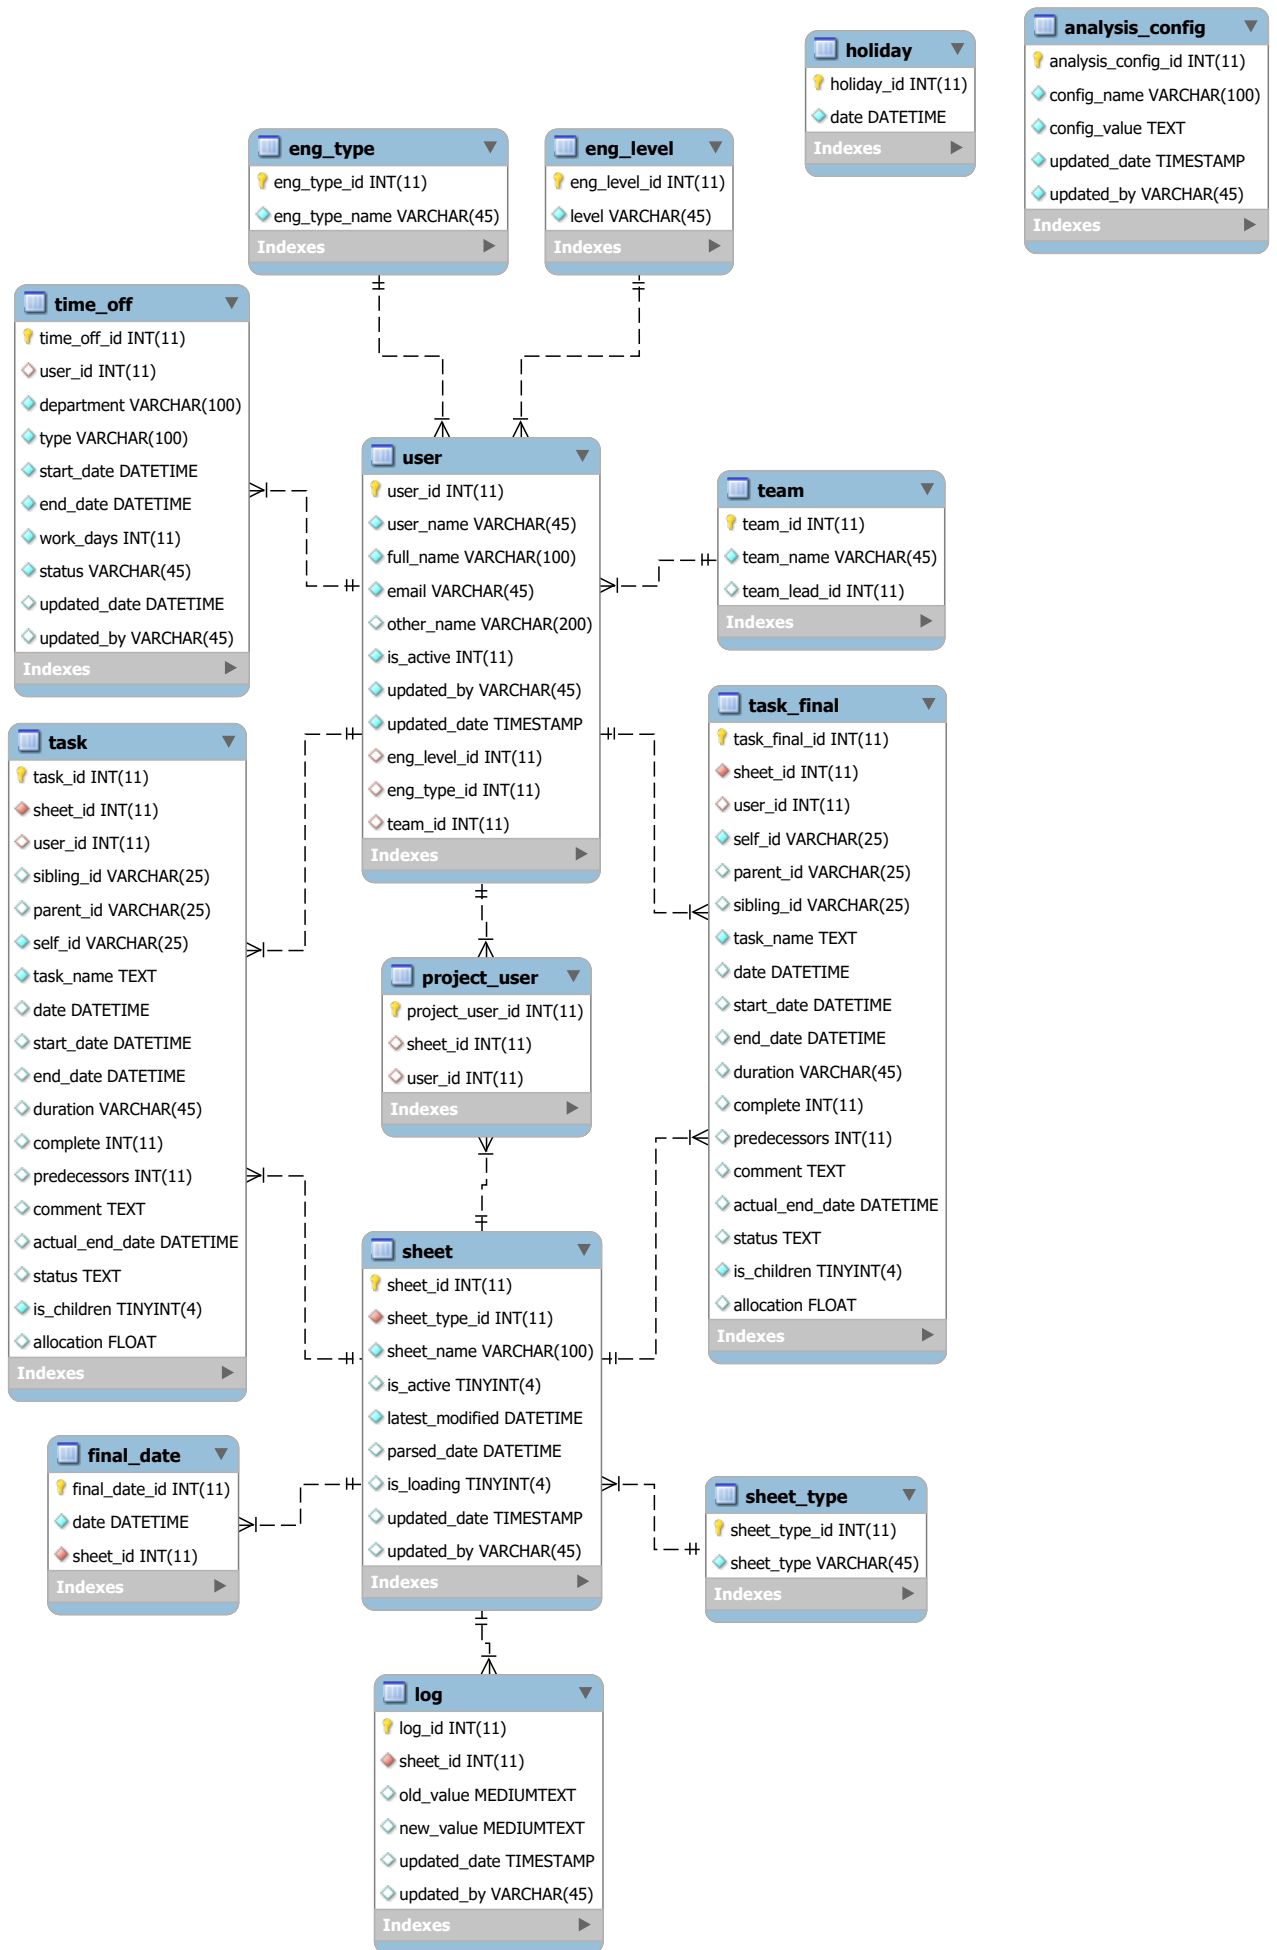 holiday
holiday_id INT(11)
date DATETIME
Indexes
analysis_config
analysis_config_id INT(11)
config_name VARCHAR(100)
config_value TEXT
updated_date TIMESTAMP
updated_by VARCHAR(45)
Indexes
eng_type
eng_type_id INT(11)
eng_type_name VARCHAR(45)
Indexes
eng_level
eng_level_id INT(11)
level VARCHAR(45)
Indexes
time_off
time_off_id INT(11)
user_id INT(11)
department VARCHAR(100)
type VARCHAR(100)
start_date DATETIME
end_date DATETIME
work_days INT(11)
status VARCHAR(45)
updated_date DATETIME
updated_by VARCHAR(45)
Indexes
user
user_id INT(11)
user_name VARCHAR(45)
full_name VARCHAR(100)
email VARCHAR(45)
other_name VARCHAR(200)
is_active INT(11)
updated_by VARCHAR(45)
updated_date TIMESTAMP
eng_level_id INT(11)
eng_type_id INT(11)
team_id INT(11)
Indexes
team
team_id INT(11)
team_name VARCHAR(45)
team_lead_id INT(11)
Indexes
task
task_id INT(11)
sheet_id INT(11)
user_id INT(11)
sibling_id VARCHAR(25)
parent_id VARCHAR(25)
self_id VARCHAR(25)
task_name TEXT
date DATETIME
start_date DATETIME
end_date DATETIME
duration VARCHAR(45)
complete INT(11)
predecessors INT(11)
comment TEXT
actual_end_date DATETIME
status TEXT
is_children TINYINT(4)
allocation FLOAT
Indexes
task_final
task_final_id INT(11)
sheet_id INT(11)
user_id INT(11)
self_id VARCHAR(25)
parent_id VARCHAR(25)
sibling_id VARCHAR(25)
task_name TEXT
date DATETIME
start_date DATETIME
end_date DATETIME
duration VARCHAR(45)
complete INT(11)
predecessors INT(11)
comment TEXT
actual_end_date DATETIME
status TEXT
is_children TINYINT(4)
allocation FLOAT
Indexes
project_user
project_user_id INT(11)
sheet_id INT(11)
user_id INT(11)
Indexes
sheet
sheet_id INT(11)
sheet_type_id INT(11)
sheet_name VARCHAR(100)
is_active TINYINT(4)
latest_modified DATETIME
parsed_date DATETIME
is_loading TINYINT(4)
updated_date TIMESTAMP
updated_by VARCHAR(45)
Indexes
final_date
final_date_id INT(11)
date DATETIME
sheet_id INT(11)
Indexes
sheet_type
sheet_type_id INT(11)
sheet_type VARCHAR(45)
Indexes
log
log_id INT(11)
sheet_id INT(11)
old_value MEDIUMTEXT
new_value MEDIUMTEXT
updated_date TIMESTAMP
updated_by VARCHAR(45)
Indexes